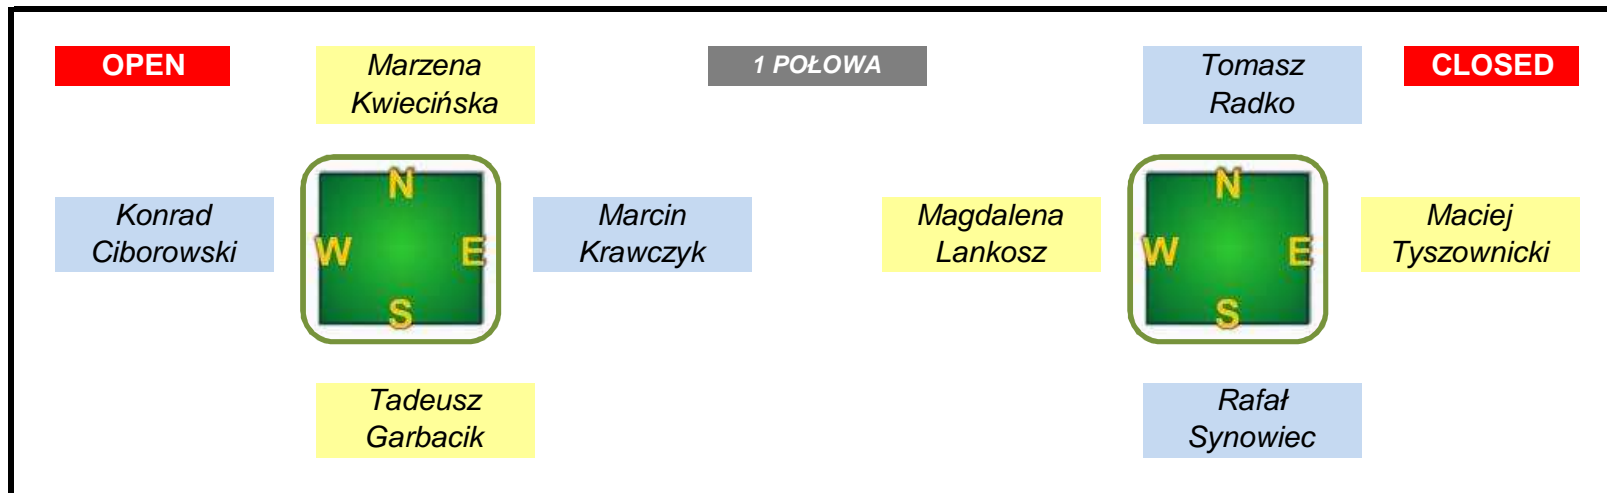 OPEN
Marzena
Kwiecińska
1 POŁOWA
Tomasz
Radko
CLOSED
N
N
Konrad
Ciborowski
W
E
Marcin
Krawczyk
Magdalena
Lankosz
W
E
Maciej
Tyszownicki
S
S
Tadeusz
Garbacik
Rafał
Synowiec